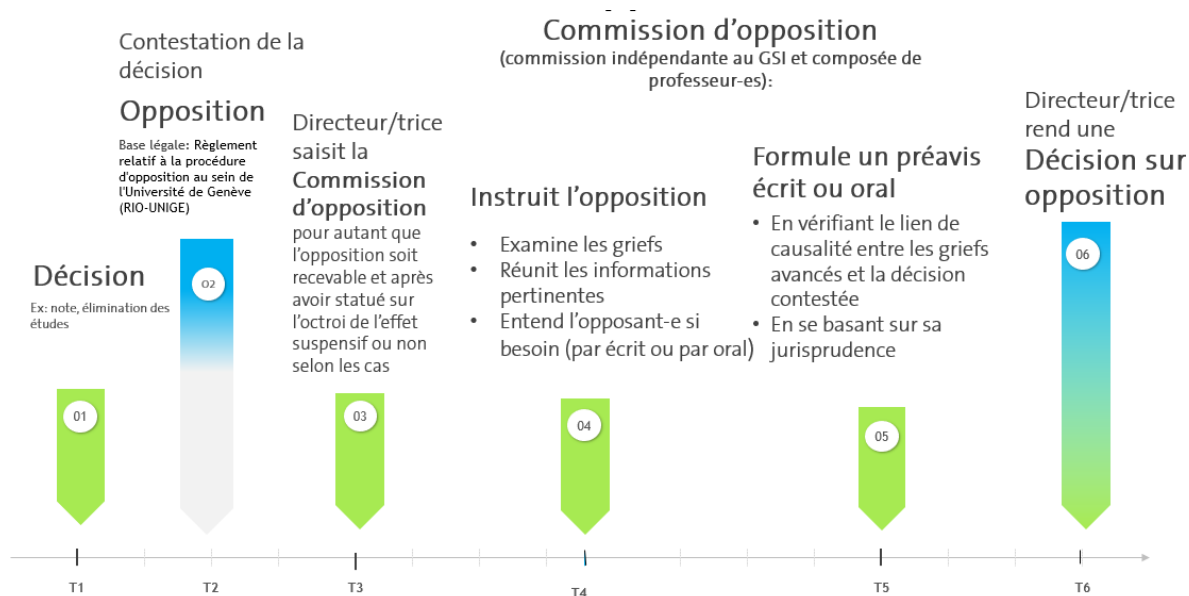 Contestation de la
décision
Opposition
Base légale: Règlement
relatif à la procédure
d'opposition au sein de
l'Université de Genève
(RIO-UNIGE)
Décision
Ex: note, élimination des
études
Directeur/trice
saisit la
Commission
d’opposition
pour autant que
l’opposition soit
recevable et après
avoir statué sur
l’octroi de l’effet
suspensif ou non
selon les cas
Commission d’opposition
(commission indépendante au GSI et composée de
professeur-es):
Instruit l’opposition
• Examine les griefs
• Réunit les informations
pertinentes
• Entend l’opposant-e si
besoin (par écrit ou par oral)
Formule un préavis
écrit ou oral
• En vérifiant le lien de
causalité entre les griefs
avancés et la décision
contestée
• En se basant sur sa
jurisprudence
Directeur/trice
rend une
Décision sur
opposition
01
02
03
04
05
06
T1
T2
T3
T4
T5
T6